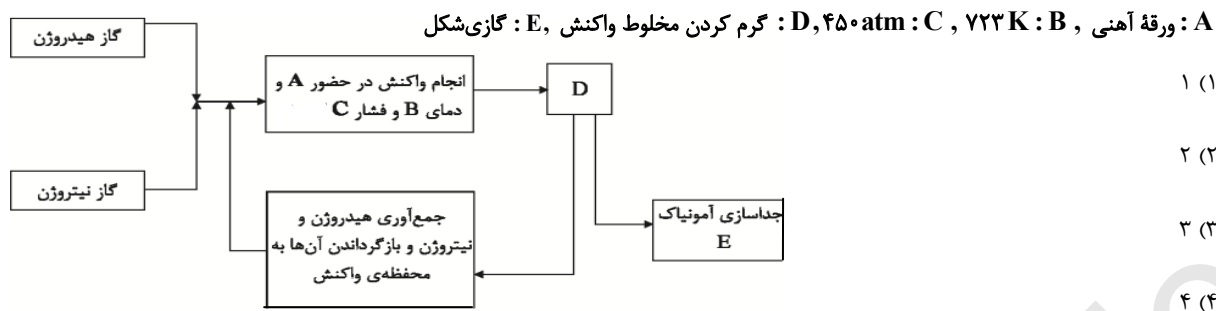 A : ورقهٔ آهنی , B : ۷۲۳ K , C : ۴۵۰ atm ,D : گرم کردن مخلوط واکنش ,E : گازی‌شکل
گاز هیدروژن
انجام واکنش در حضور A و
دمای B و فشار C
D
گاز نیتروژن
جمع‌آوری هیدروژن و
نیتروژن و بازگرداندن آن‌ها به
محفظه‌ی واکنش
جداسازی آمونیاک
E
۱) ۱
۲) ۲
۳) ۳
۴) ۴